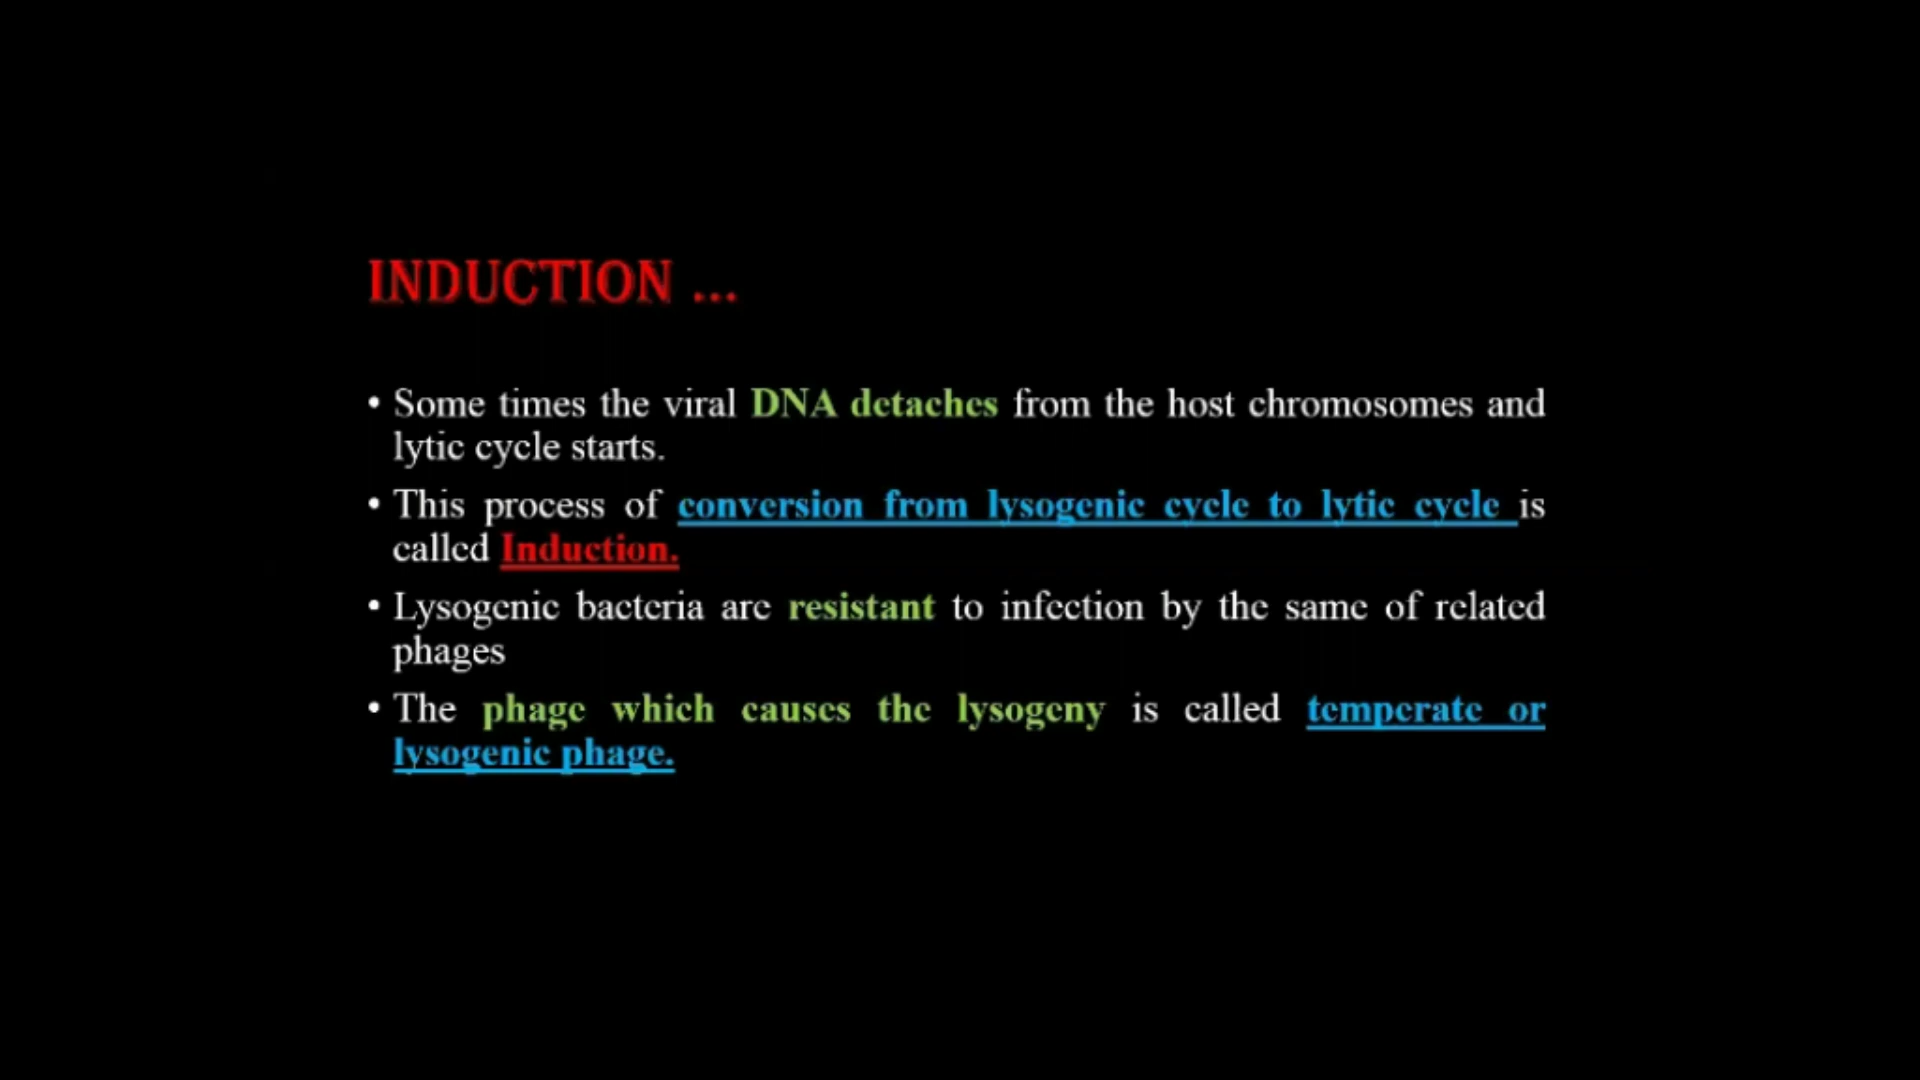 INDUCTION ...
• Some times the viral DNA detaches from the host chromosomes and
lytic cycle starts.
• This process of conversion from lysogenic cycle to lytic cycle is
called Induction.
• Lysogenic bacteria are resistant to infection by the same of related
phages
• The phage which causes the lysogeny is called temperate or
lysogenic phage.